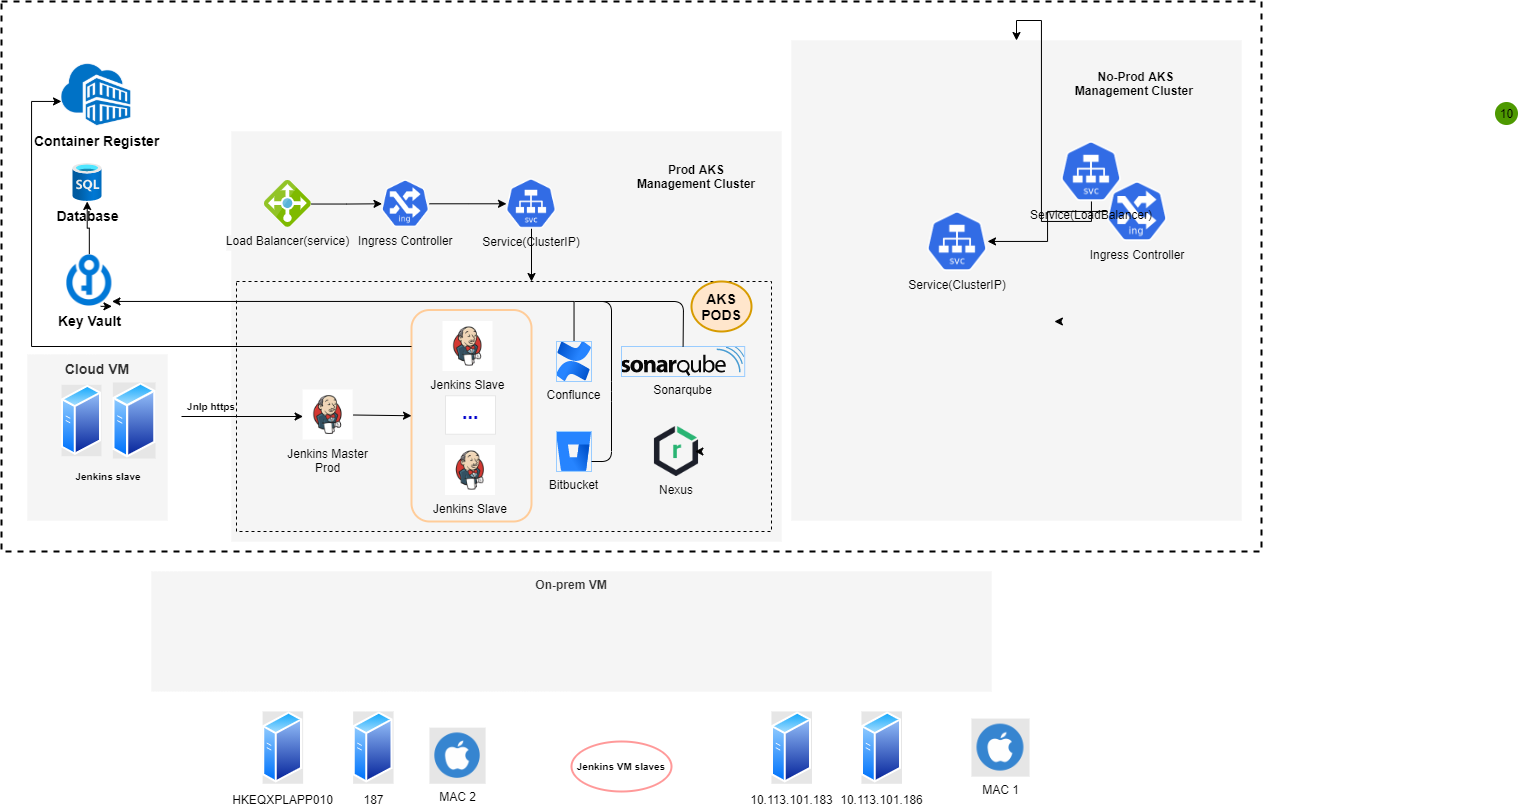 No-Prod AKS
Management Cluster
10
Container Register
SQL
Database
Prod AKS
Management Cluster
svc
ing
svc
Service(LoadBalancer)
ing
svc
Load Balancer(service)
Ingress Controller
Service(ClusterIP)
Ingress Controller
Service(ClusterIP)
Key Vault
AKS
PODS
Cloud VM
Jenkins Slave
sonarqube
Conflunce
Sonarqube
Jnlp https
...
Jenkins Master
Prod
r
Jenkins slave
Bitbucket
Nexus
Jenkins Slave
On-prem VM
Jenkins VM slaves
HKEQXPLAPP010
187
MAC 2
10.113.101.183
10.113.101.186
MAC 1